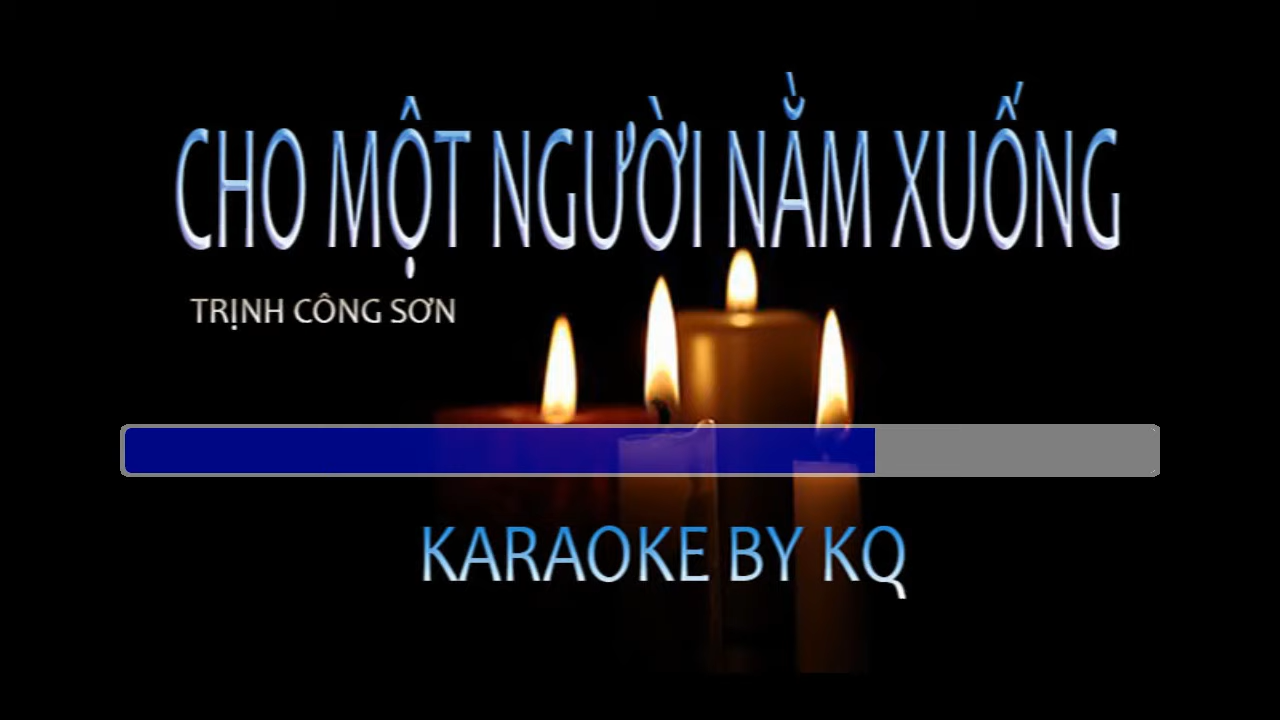 CHO MỘT NGƯỜI NẰM XUỐNG
TRỊNH CÔNG SƠN
KARAOKE BY KQ